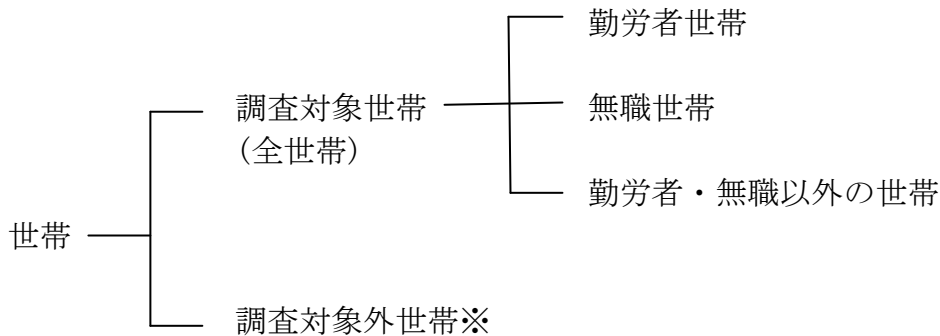 勤労者世帯
調査対象世帯
(全世帯)
無職世帯
勤労者・無職以外の世帯
世帯
調査対象外世帯※